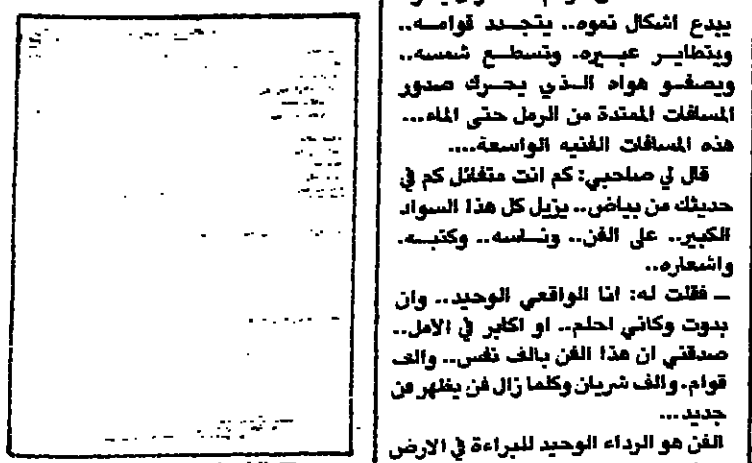 يبدع اشكال نموه.. يتجدد قوامه..
ويتطاير عبيره. وتسطع شمسه..
ويصفو هواه الذي يحرك صدور
المسافات الممتدة من الرمل حتى الماء...
هذه المسافات الفنيه الواسعة....
قال لي صاحبي: كم انت متفائل كم في
حديثك من بياض.. يزيل كل هذا السواد
الكبير.. على الفن.. وناسه.. وكتبه.
واشعاره..
ـ فقلت له: انا الواقعي الوحيد.. وان
بدوت وكاني احلم.. او اكابر في الامل..
صدقني ان هذا الفن بالف نفس.. والف
قوام. والف شريان وكلما زال فن يظهر فن
جديد...
الفن هو الرداء الوحيد للبراءة في الارض